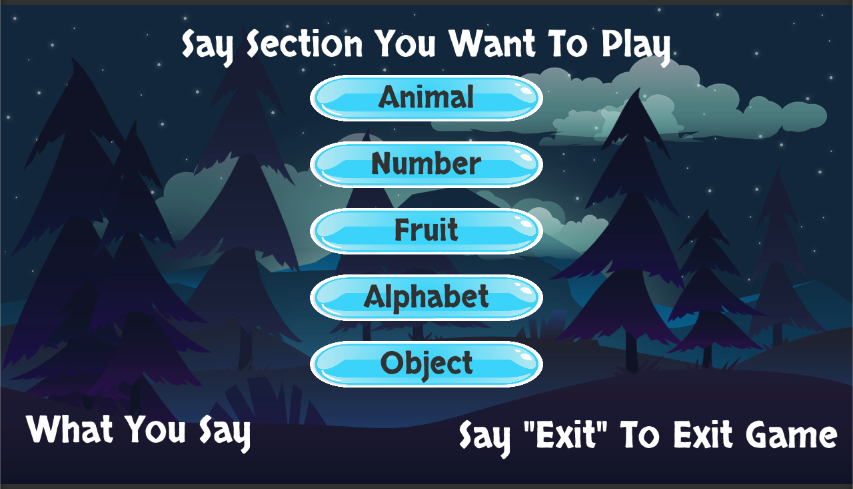 Say Section You Want To Play
Animal
Number
Fruit
Alphabet
Object
What You Say
Say "Exit" To Exit Game